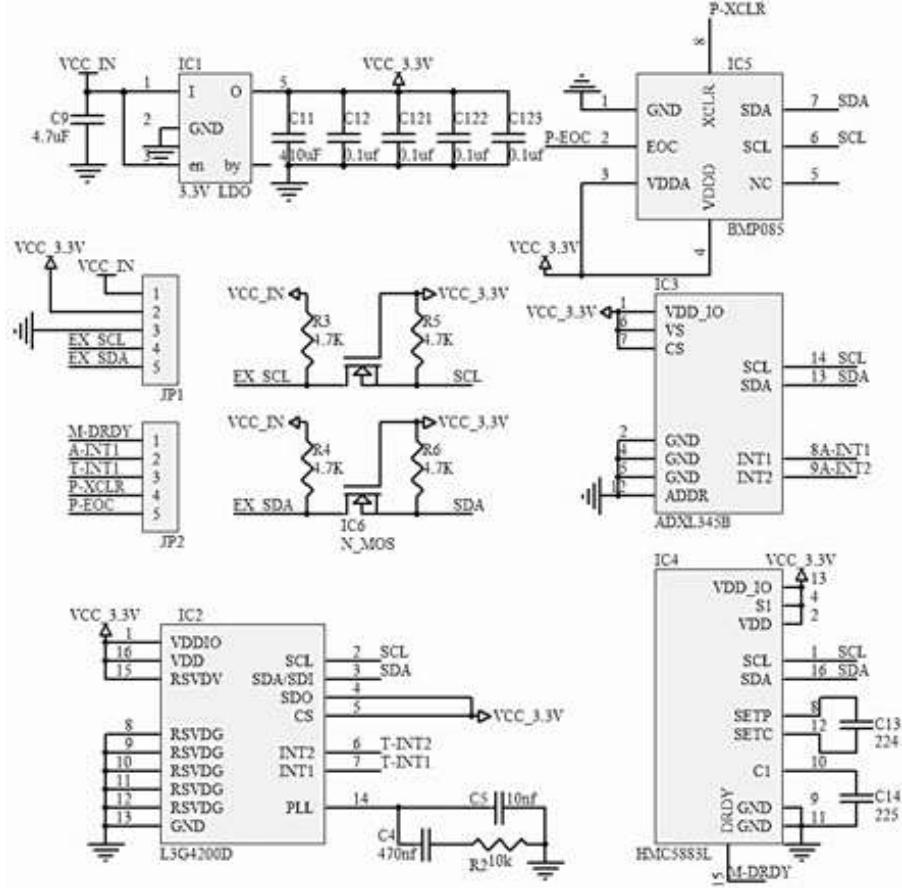 P-XCLR
8
VCC_IN
IC1
VCC_3.3V
IC5
1
I
O
5
XCLR
1
GND
SDA
7
SDA
C9
4.7uF
2
GND
C11
C12
C121
C122
C123
P-EOC
2
EOC
SCL
6
SCL
0.1uf
0.1uf
0.1uf
0.1uf
3
en
by
3
VDDA
VDDD
NC
5
3.3V LDO
4
BMP085
VCC_3.3V
VCC_IN
VCC_3.3V
IC3
1
2
3
EX_SCL
4
EX_SDA
5
JP1
VCC_IN
VCC_3.3V
R3
4.7K
R5
4.7K
EX_SCL
SCL
VCC_3.3V
1
VDD_IO
6
VS
7
CS
SCL
14
SCL
SDA
13
SDA
M-DRDY
1
A-INT1
2
T-INT1
3
P-XCLR
4
P-EOC
5
JP2
VCC_IN
VCC_3.3V
R4
4.7K
R6
4.7K
EX_SDA
SDA
IC6
N_MOS
2
GND
4
GND
INT1
8
A-INT1
5
GND
INT2
9
A-INT2
12
ADDR
ADXL345B
IC4
VCC_3.3V
VDD_IO
13
S1
4
VDD
2
SCL
1
SCL
SDA
16
SDA
SETP
8
SETC
12
C13
224
C1
10
C14
225
GND
9
GND
11
DRDY
HMC5883L
15
M-DRDY
VCC_3.3V
IC2
1
VDDIO
16
VDD
SCL
2
SCL
15
RSVDV
SDA/SDI
3
SDA
SDO
4
CS
5
VCC_3.3V
8
RSVDG
9
RSVDG
INT2
6
T-INT2
10
RSVDG
INT1
7
T-INT1
11
RSVDG
12
RSVDG
PLL
14
C5
10nf
13
GND
C4
470nf
R2
10k
L3G4200D